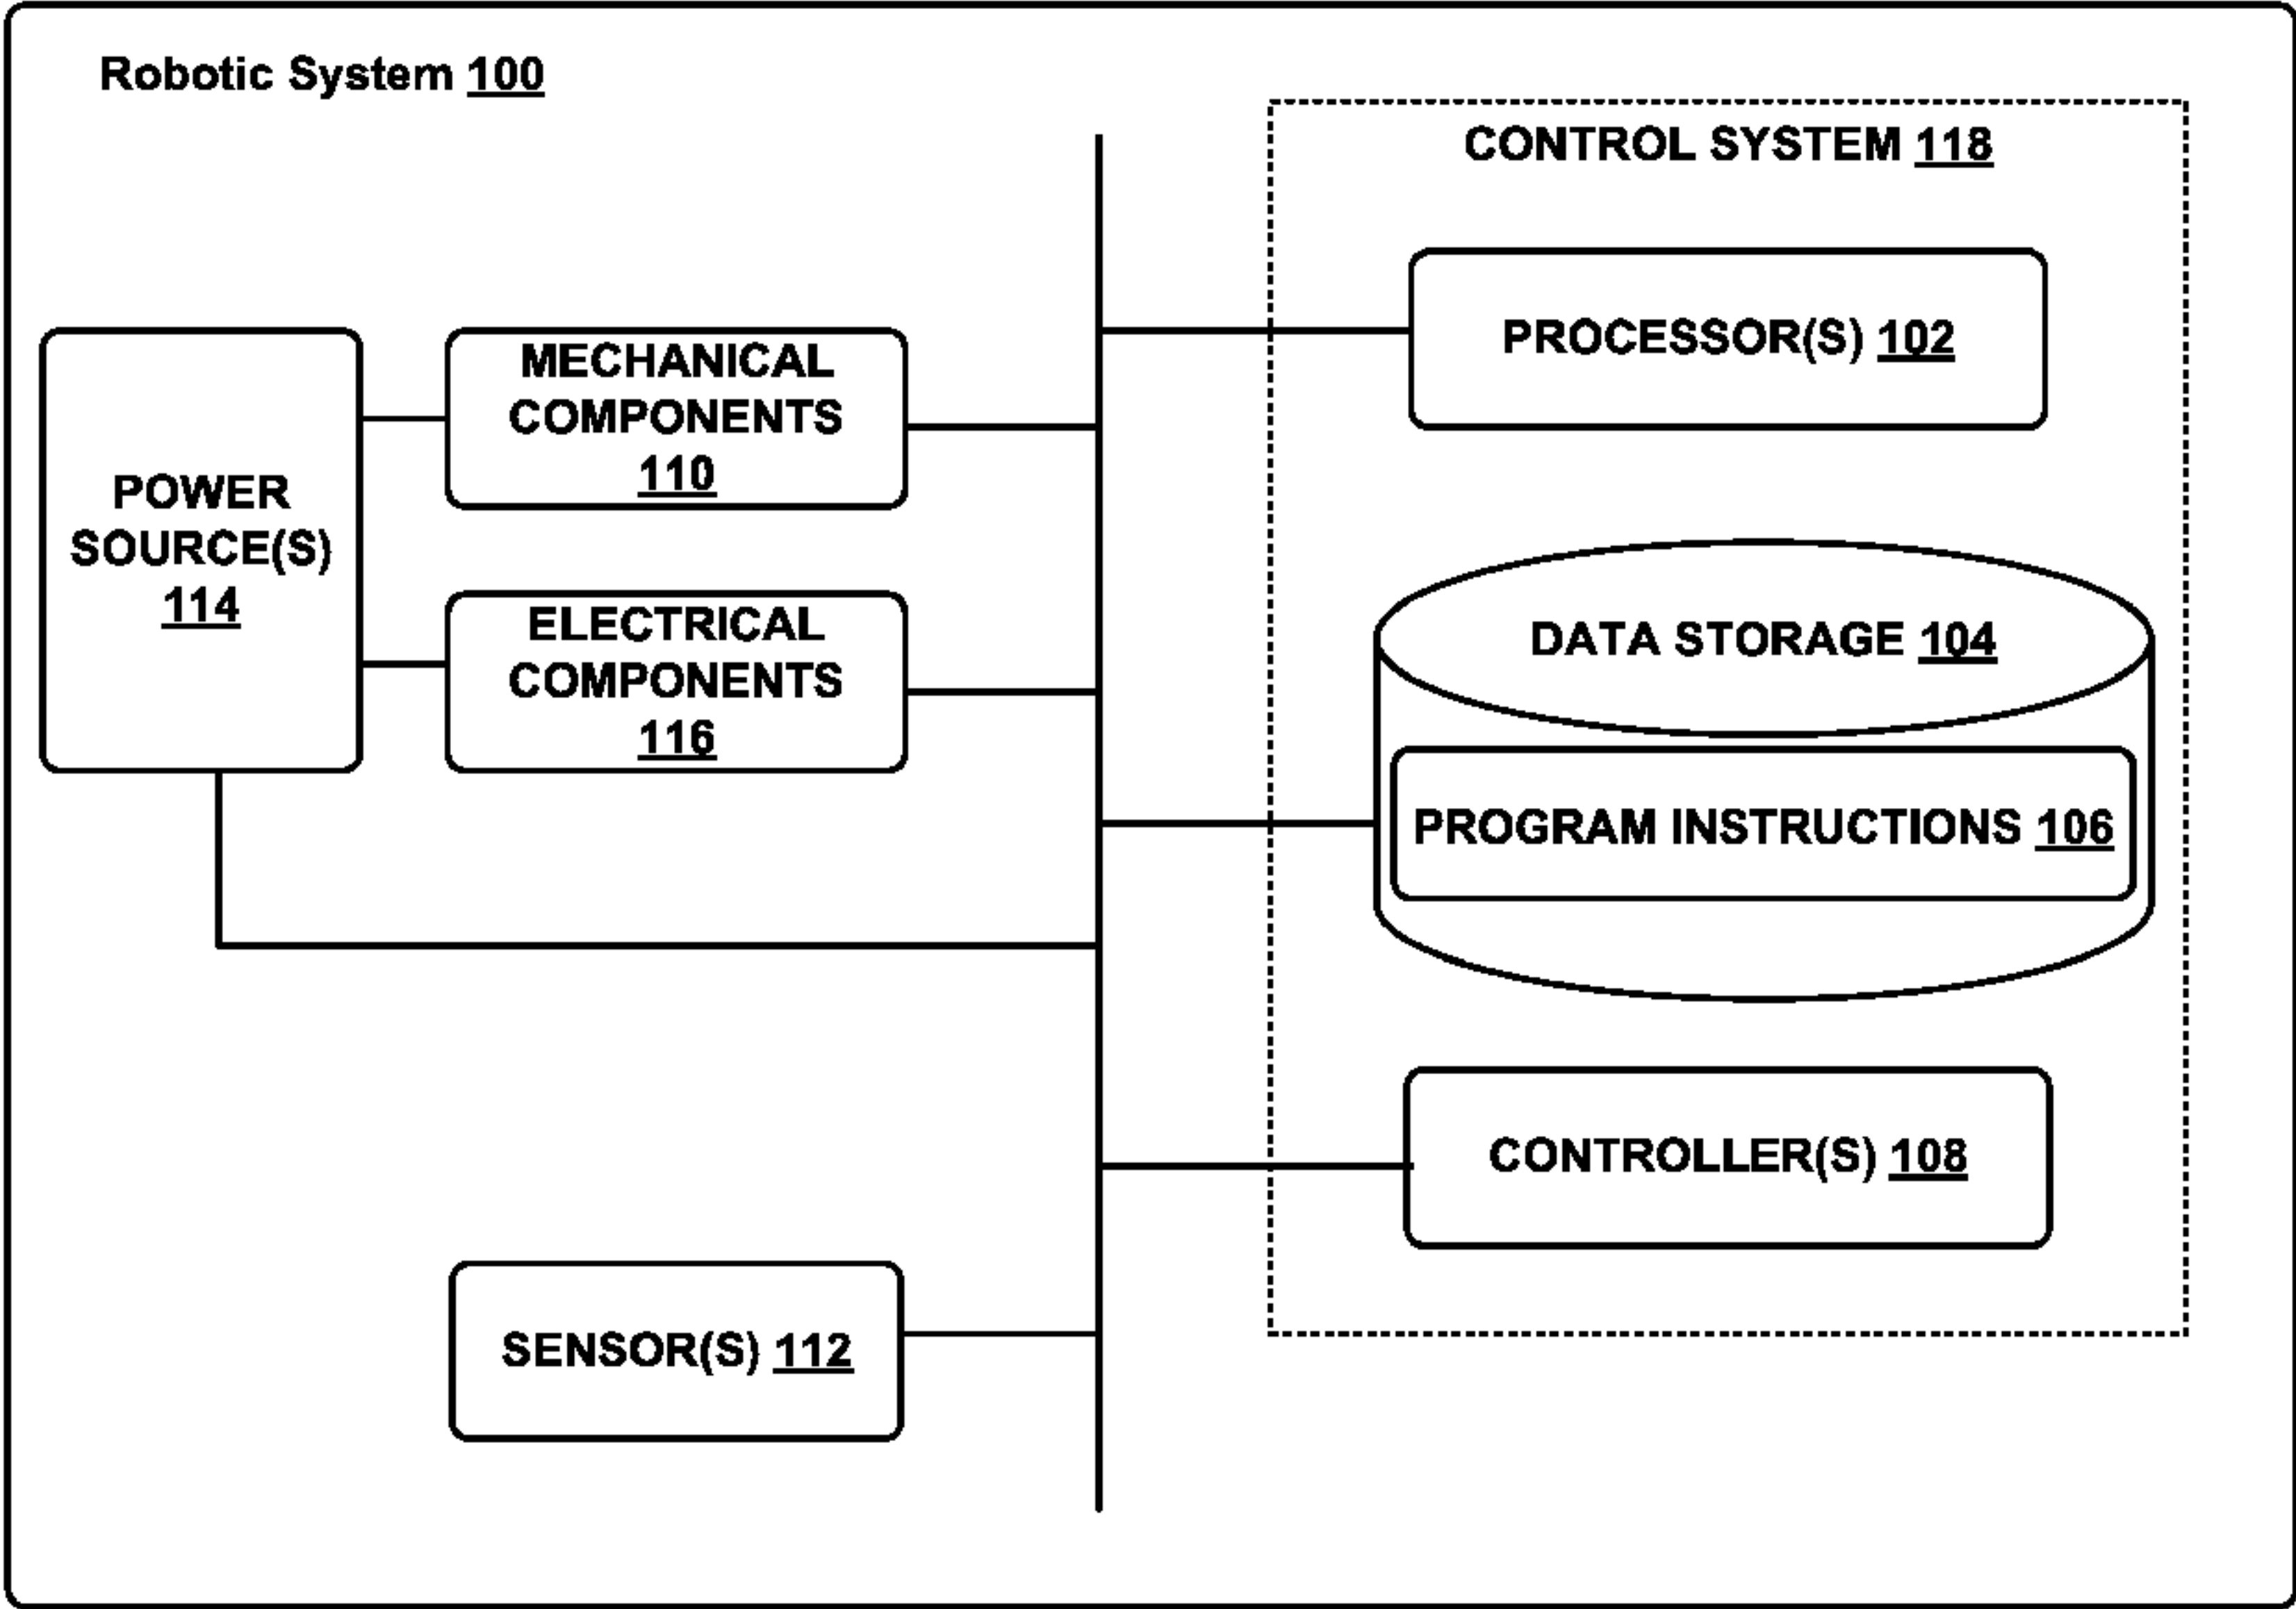 Robotic System 100
CONTROL SYSTEM 118
PROCESSOR(S) 102
MECHANICAL
COMPONENTS
110
POWER
SOURCE(S)
114
ELECTRICAL
COMPONENTS
116
DATA STORAGE 104
PROGRAM INSTRUCTIONS 106
CONTROLLER(S) 108
SENSOR(S) 112